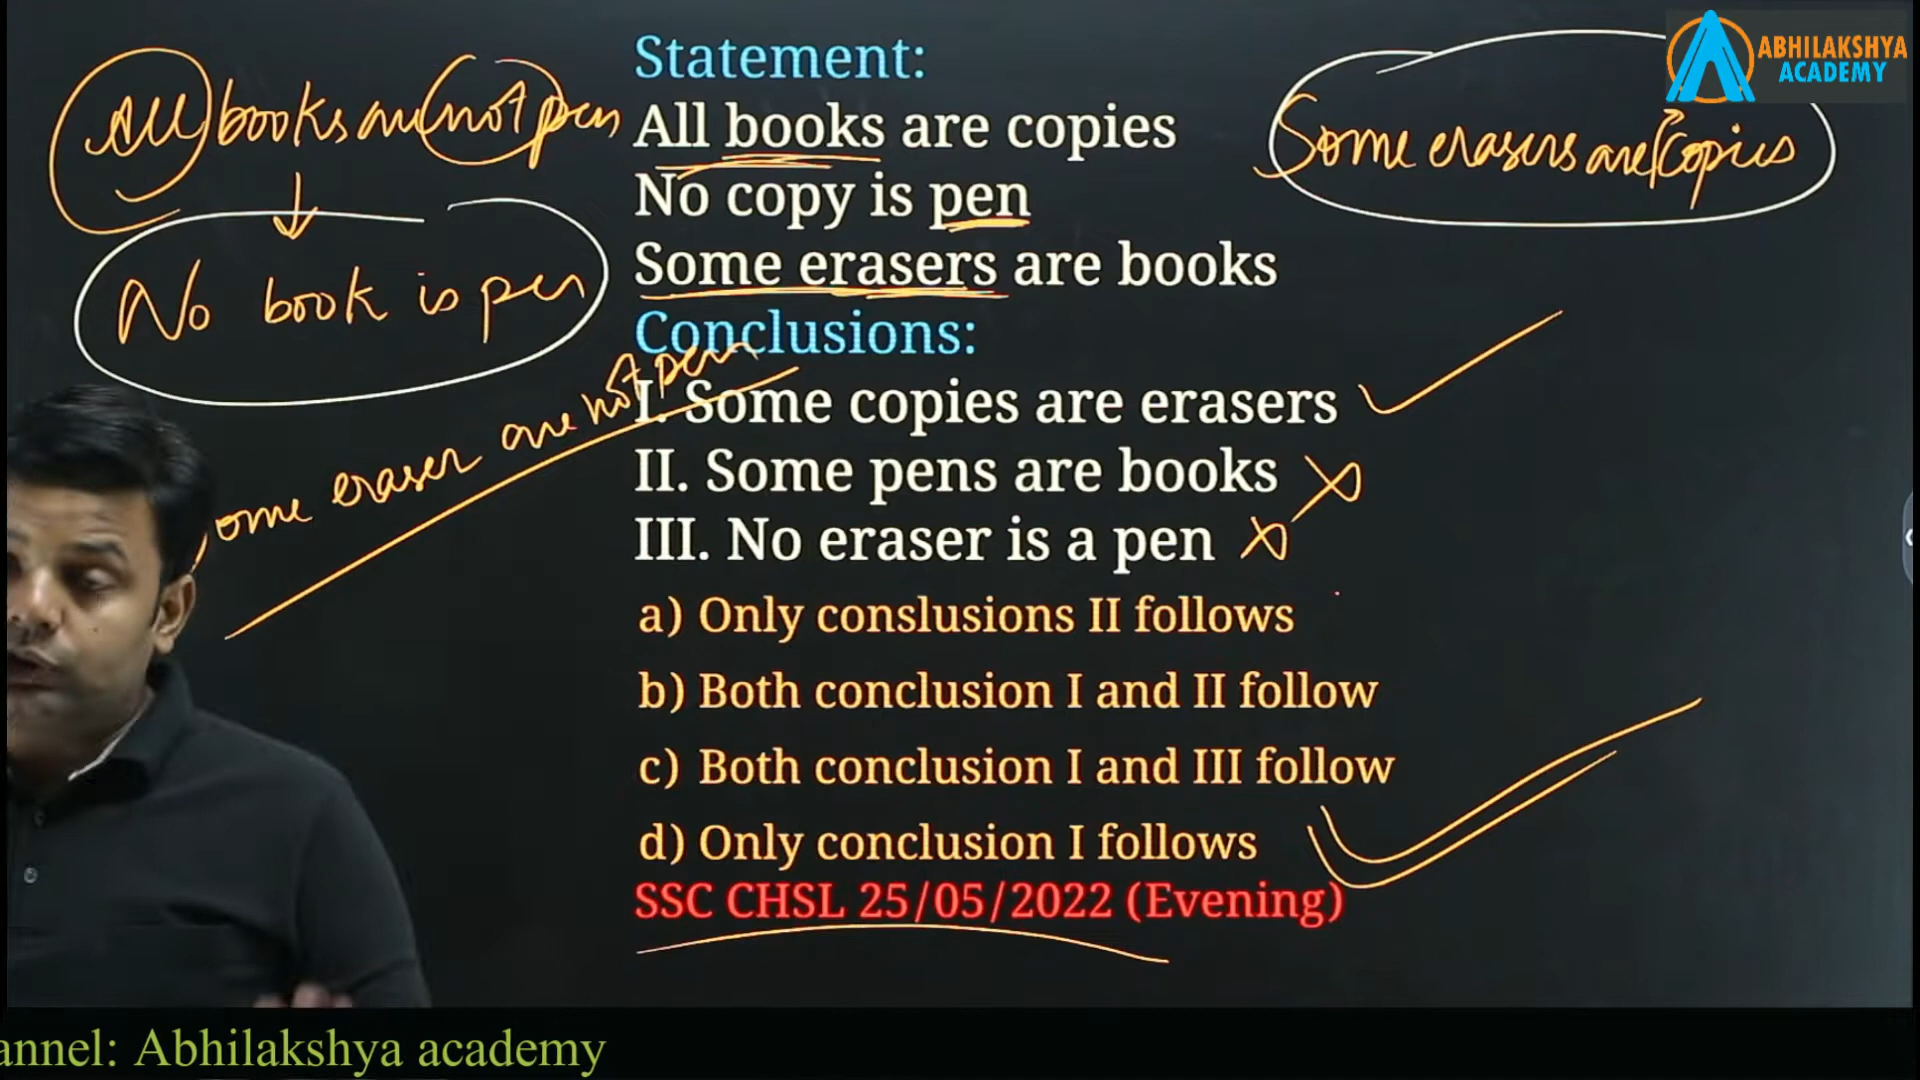 ABHILAKSHYA
ACADEMY
All books are not pen
No book is pen
Some eraser are not pen
Some erasers are copies
Statement:
All books are copies
No copy is pen
Some erasers are books
Conclusions:
I. Some copies are erasers
II. Some pens are books
III. No eraser is a pen
a) Only conslusions II follows
b) Both conclusion I and II follow
c) Both conclusion I and III follow
d) Only conclusion I follows
SSC CHSL 25/05/2022 (Evening)
annel: Abhilakshya academy